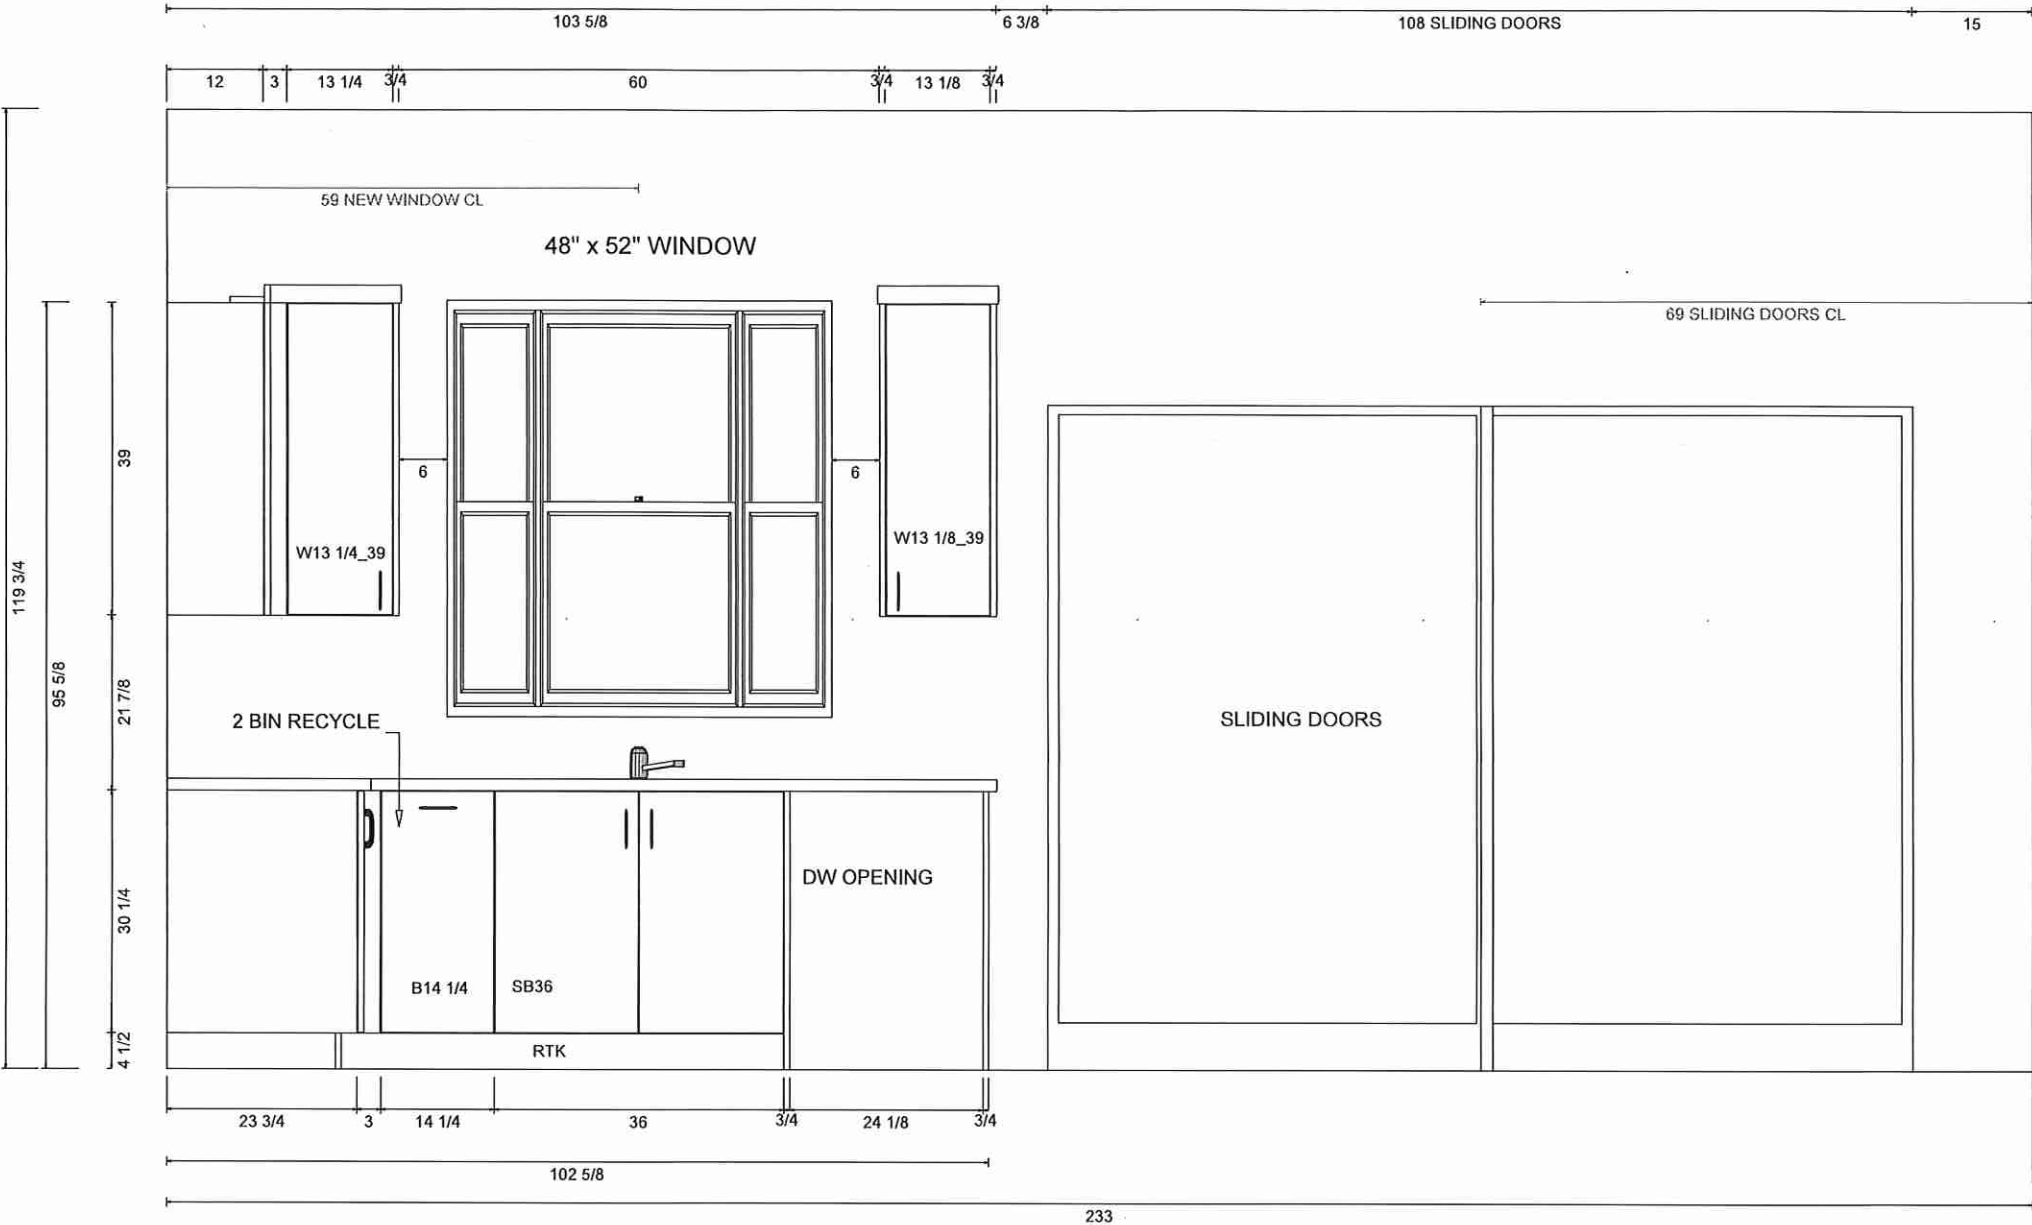 103 5/8
6 3/8
108 SLIDING DOORS
15
12
3
13 1/4
3/4
60
3/4
13 1/8
3/4
59 NEW WINDOW CL
48" x 52" WINDOW
69 SLIDING DOORS CL
39
6
6
W13 1/4_39
W13 1/8_39
119 3/4
95 5/8
21 7/8
2 BIN RECYCLE
SLIDING DOORS
DW OPENING
30 1/4
B14 1/4
SB36
4 1/2
RTK
23 3/4
3
14 1/4
36
3/4
24 1/8
3/4
102 5/8
233